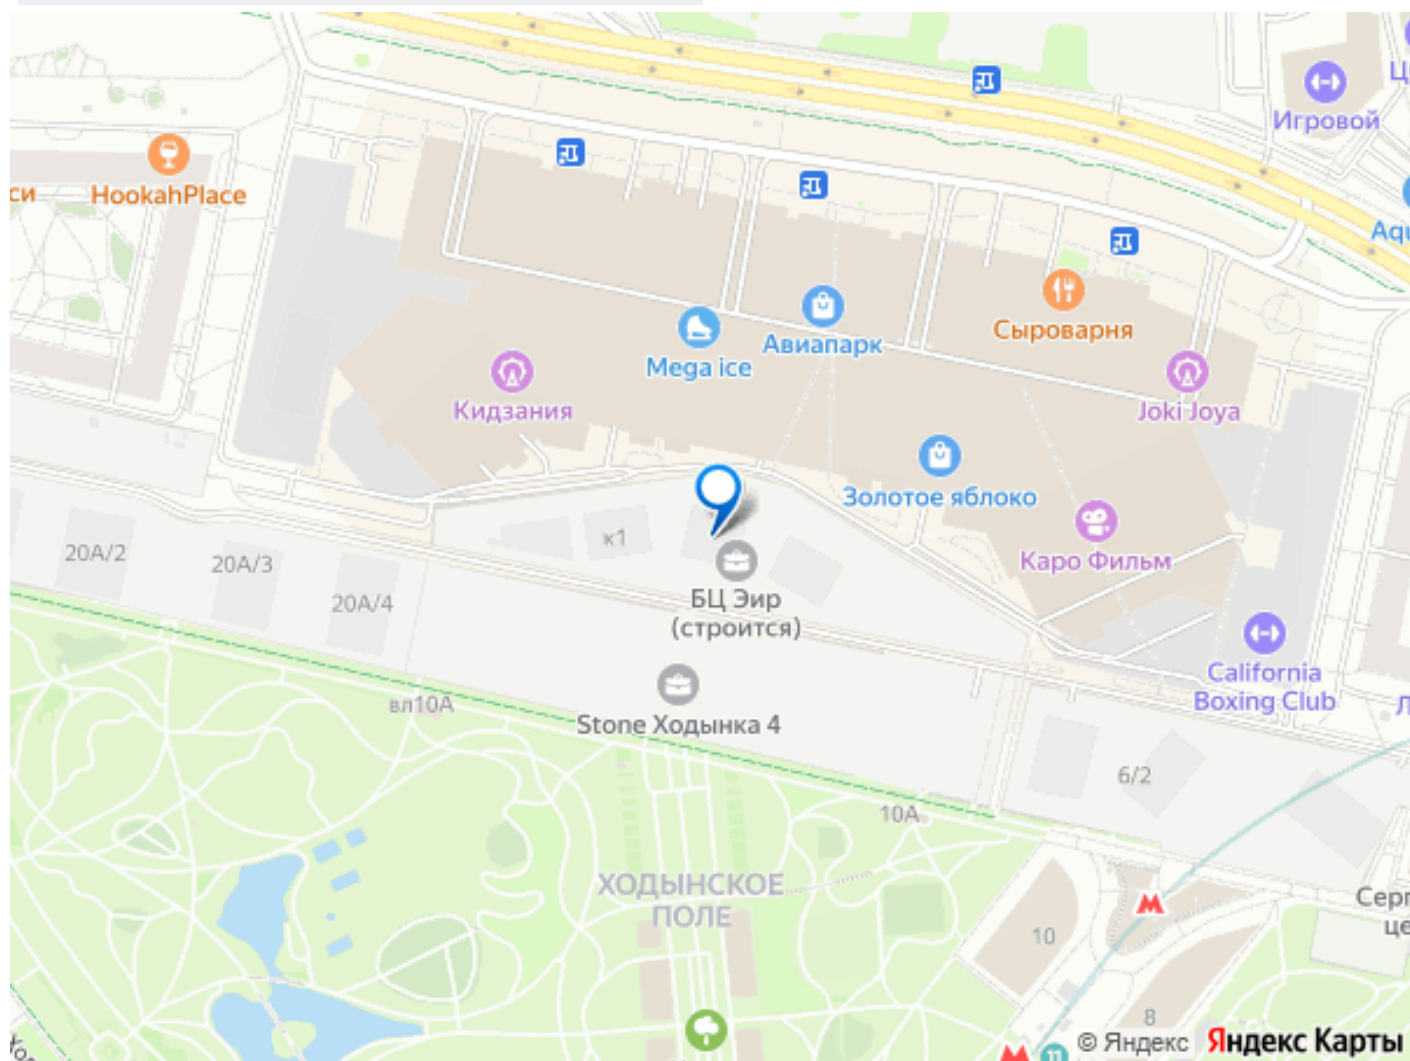 Игровой
си
HookahPlace
Сыроварня
Авиапарк
Mega ice
Кидзания
Joki Joya
Золотое яблоко
к1
20А/2
20А/3
20А/4
Каро Фильм
БЦ Эир
(строится)
California
Boxing Club
вл10А
Stone Ходынка 4
6/2
10А
ХОДЫНСКОЕ
ПОЛЕ
10
8
11
© Яндекс
Яндекс Карты